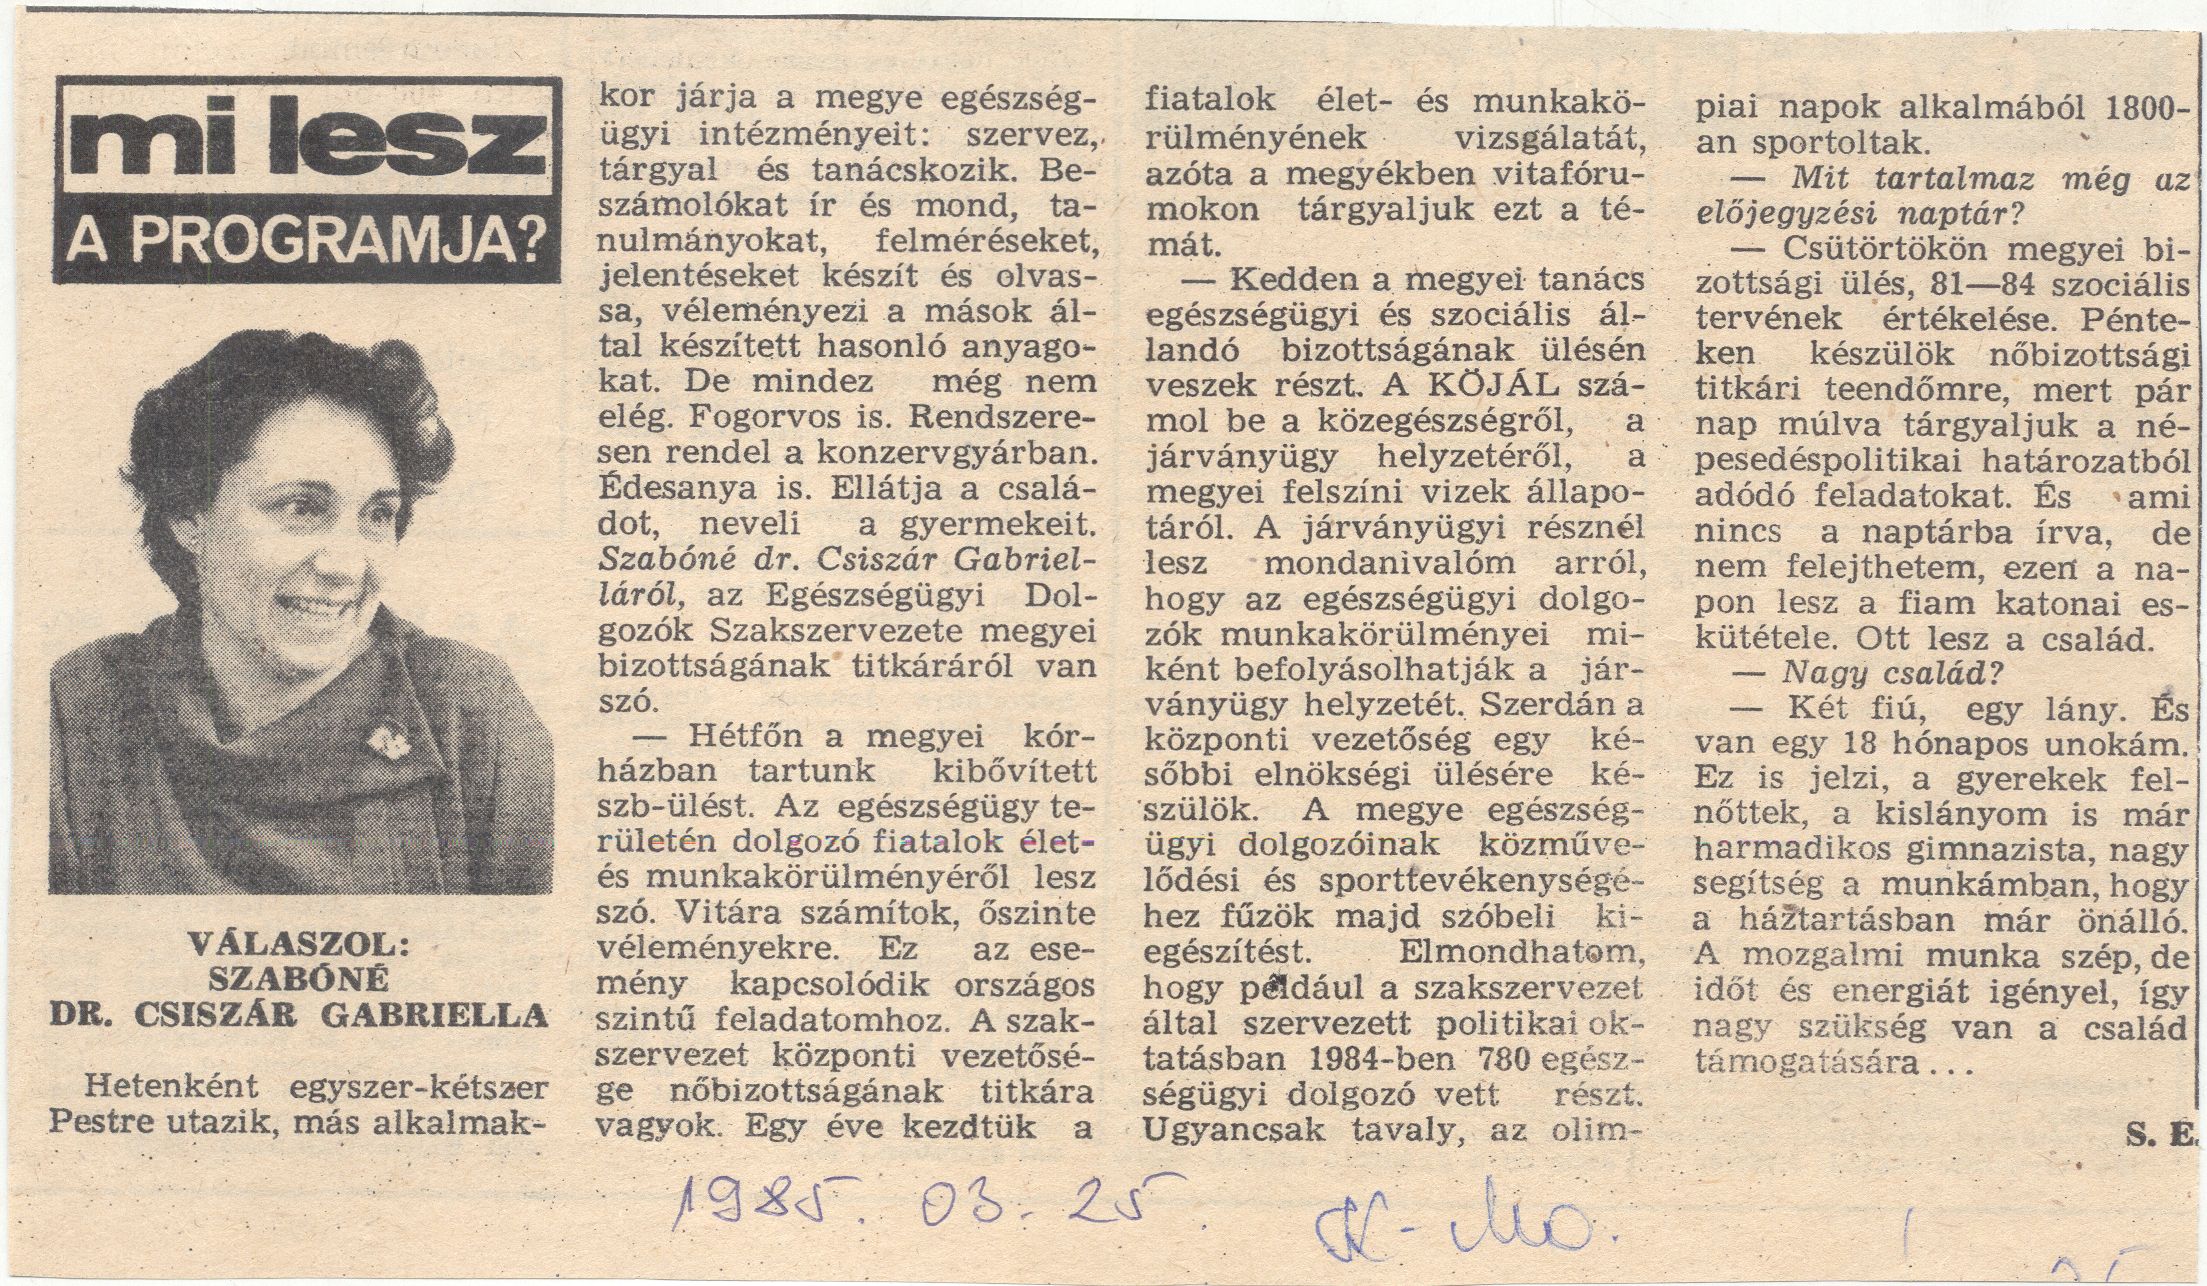 mi lesz
A PROGRAMJA?
VÁLASZOL:
SZABÓNÉ
DR. CSISZÁR GABRIELLA
Hetenként egyszer-kétszer
Pestre utazik, más alkalmak-
kor járja a megye egészség-
ügyi intézményeit: szervez,
tárgyal és tanácskozik. Be-
számolókat ír és mond, ta-
nulmányokat, felméréseket,
jelentéseket készít és olvas-
sa, véleményezi a mások ál-
tal készített hasonló anyago-
kat. De mindez még nem
elég. Fogorvos is. Rendszere-
sen rendel a konzervgyárban.
Édesanya is. Ellátja a csalá-
dot, neveli a gyermekeit.
Szabóné dr. Csiszár Gabriel-
láról, az Egészségügyi Dol-
gozók Szakszervezete megyei
bizottságának titkáráról van
szó.
— Hétfőn a megyei kór-
házban tartunk kibővített
szb-ülést. Az egészségügy te-
rületén dolgozó fiatalok élet-
és munkakörülményéről lesz
szó. Vitára számítok, őszinte
véleményekre. Ez az ese-
mény kapcsolódik országos
szintű feladatomhoz. A szak-
szervezet központi vezetősé-
ge nőbizottságának titkára
vagyok. Egy éve kezdtük a
fiatalok élet- és munkakö-
rülményének vizsgálatát,
azóta a megyékben vitafóru-
mokon tárgyaljuk ezt a té-
mát.
— Kedden a megyei tanács
egészségügyi és szociális ál-
landó bizottságának ülésén
veszek részt. A KÖJÁL szá-
mol be a közegészségről, a
járványügy helyzetéről, a
megyei felszíni vizek állapo-
táról. A járványügyi résznél
lesz mondanivalóm arról,
hogy az egészségügyi dolgo-
zók munkakörülményei mi-
ként befolyásolhatják a jár-
ványügy helyzetét. Szerdán a
központi vezetőség egy ké-
sőbbi elnökségi ülésére ké-
szülök. A megye egészség-
ügyi dolgozóinak közműve-
lődési és sporttevékenységé-
hez fűzök majd szóbeli ki-
egészítést. Elmondhatom,
hogy például a szakszervezet
által szervezett politikai ok-
tatásban 1984-ben 780 egész-
ségügyi dolgozó vett részt.
Ugyancsak tavaly, az olim-
piai napok alkalmából 1800-
an sportoltak.
— Mit tartalmaz még az
előjegyzési naptár?
— Csütörtökön megyei bi-
zottsági ülés, 81—84 szociális
tervének értékelése. Pénte-
ken készülök nőbizottsági
titkári teendőmre, mert pár
nap múlva tárgyaljuk a né-
pesedéspolitikai határozatból
adódó feladatokat. És ami
nincs a naptárba írva, de
nem felejthetem, ezen a na-
pon lesz a fiam katonai es-
kütétele. Ott lesz a család.
— Nagy család?
— Két fiú, egy lány. És
van egy 18 hónapos unokám.
Ez is jelzi, a gyerekek fel-
nőttek, a kislányom is már
harmadikos gimnazista, nagy
segítség a munkámban, hogy
a háztartásban már önálló.
A mozgalmi munka szép, de
időt és energiát igényel, így
nagy szükség van a család
támogatására...
S. E.
1985. 03. 25.